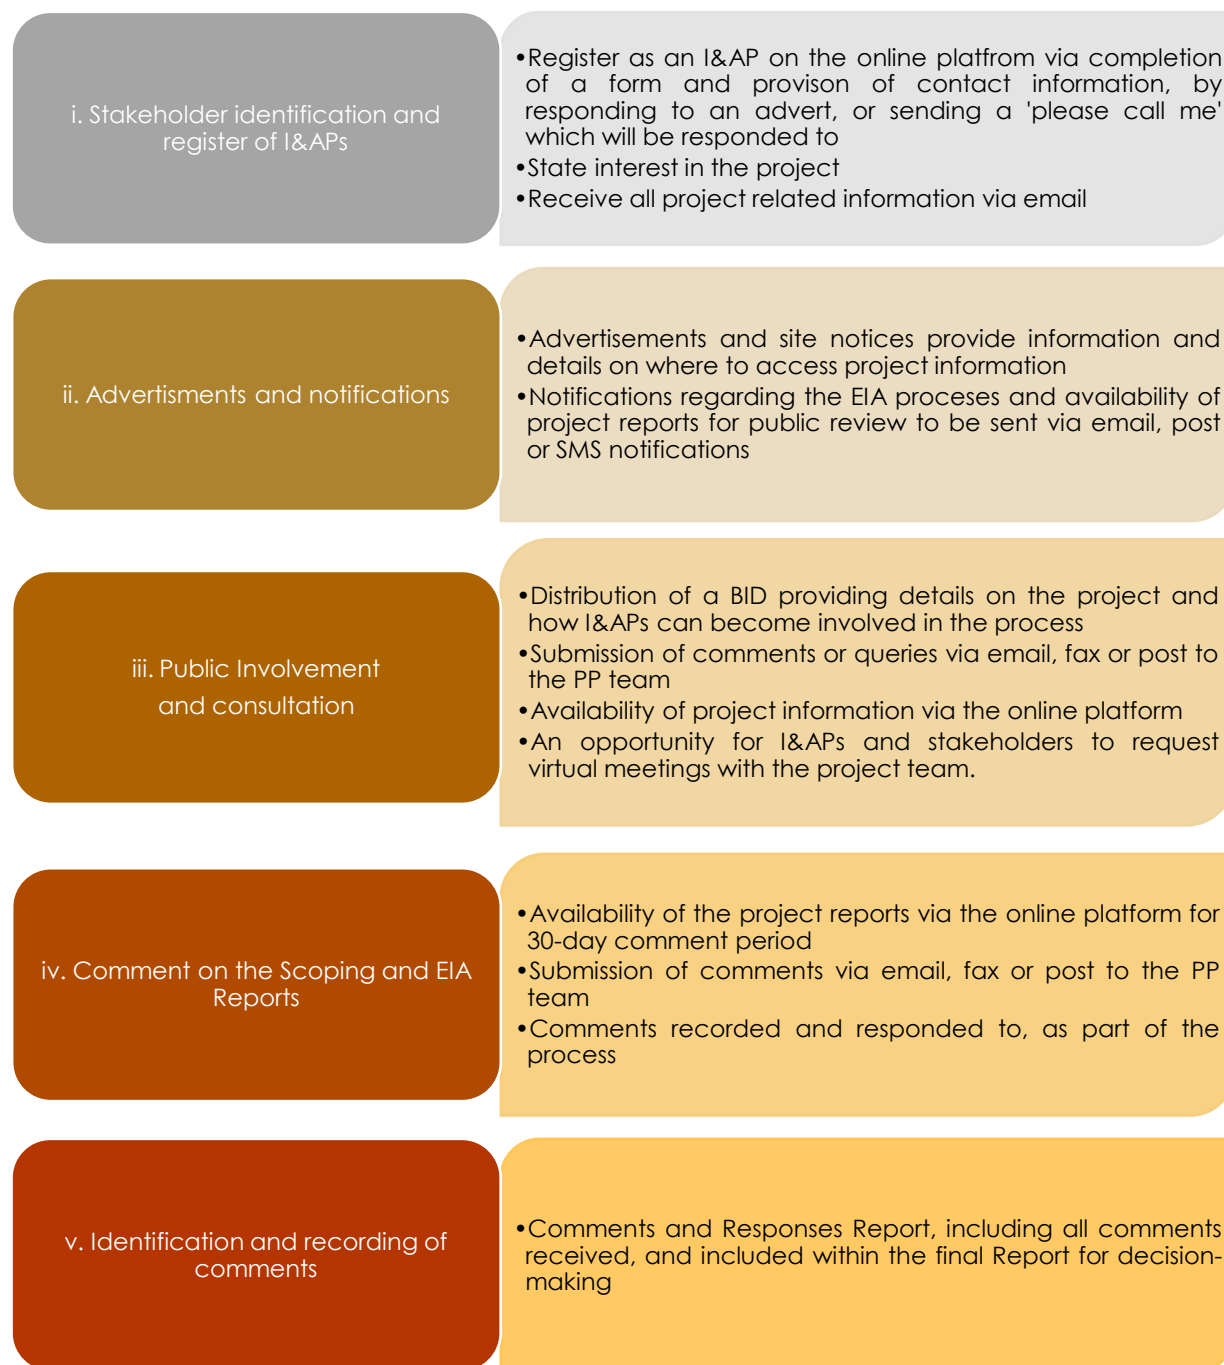 i. Stakeholder identification and
register of I&APs
•Register as an I&AP on the online platfrom via completion
of a form and provison of contact information, by
responding to an advert, or sending a 'please call me'
which will be responded to
•State interest in the project
•Receive all project related information via email
ii. Advertisments and notifications
•Advertisements and site notices provide information and
details on where to access project information
•Notifications regarding the EIA proceses and availability of
project reports for public review to be sent via email, post
or SMS notifications
iii. Public Involvement
and consultation
•Distribution of a BID providing details on the project and
how I&APs can become involved in the process
•Submission of comments or queries via email, fax or post to
the PP team
•Availability of project information via the online platform
•An opportunity for I&APs and stakeholders to request
virtual meetings with the project team.
iv. Comment on the Scoping and EIA
Reports
•Availability of the project reports via the online platform for
30-day comment period
•Submission of comments via email, fax or post to the PP
team
•Comments recorded and responded to, as part of the
process
v. Identification and recording of
comments
•Comments and Responses Report, including all comments
received, and included within the final Report for decision-
making